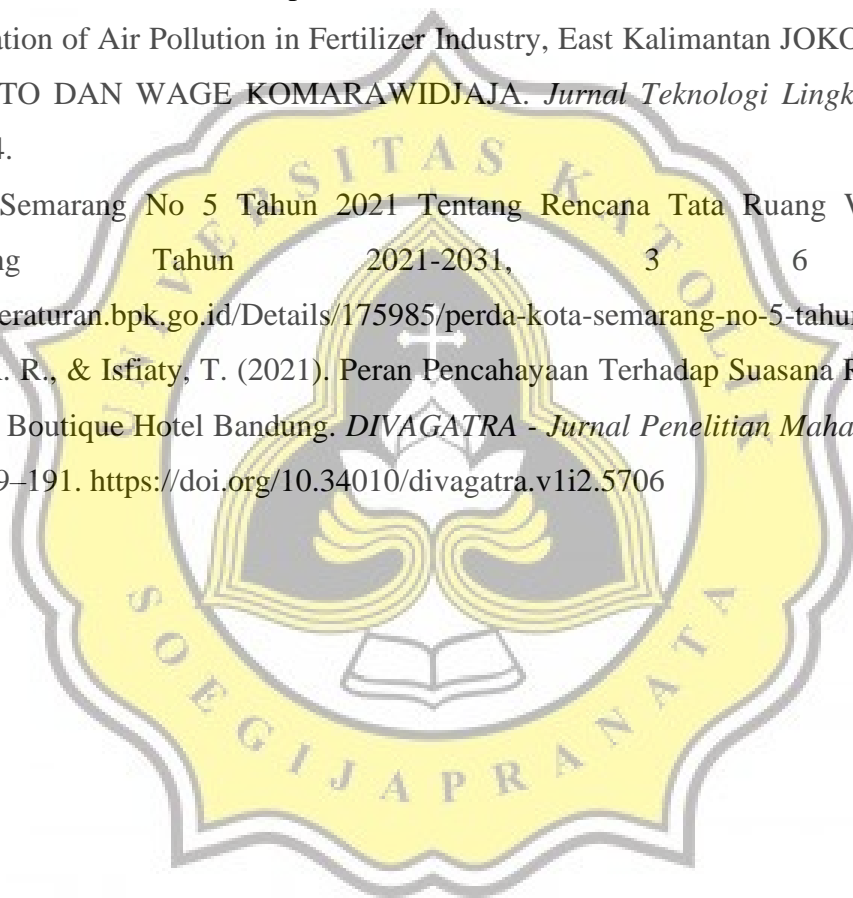 ation of Air Pollution in Fertilizer Industry, East Kalimantan JOKO
TO DAN WAGE KOMARAWIDJAJA. Jurnal Teknologi Lingk
4.
Semarang No 5 Tahun 2021 Tentang Rencana Tata Ruang W
ng Tahun 2021-2031, 3 6
eraturan.bpk.go.id/Details/175985/perda-kota-semarang-no-5-tahun
. R., & Isfiaty, T. (2021). Peran Pencahayaan Terhadap Suasana R
Boutique Hotel Bandung. DIVAGATRA - Jurnal Penelitian Maha
9–191. https://doi.org/10.34010/divagatra.v1i2.5706
UNIVERSITAS KATOLIK
SOEGIJAPRANATA